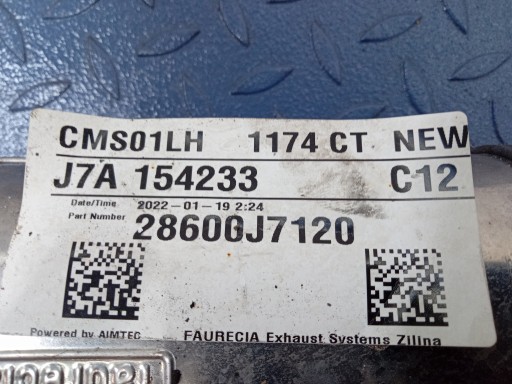 CMS01LH 1174 CT NEW
J7A 154233 C12
Date/Time 2022-01-19 2:24
Part Number 28600J7120
Powered by AIMTEC FAURECIA Exhaust Systems Zilina